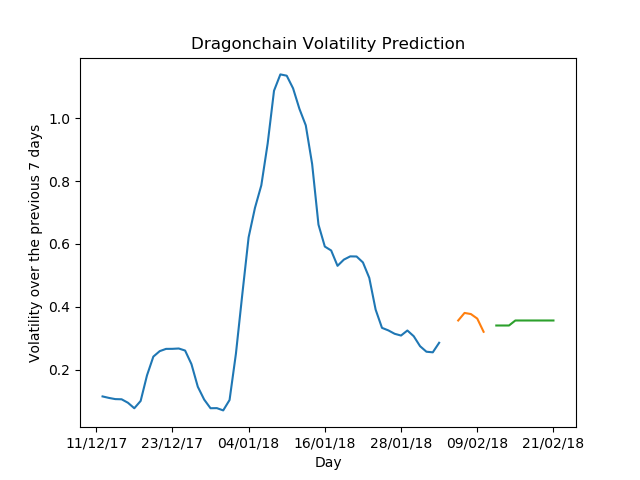 Dragonchain Volatility Prediction
Volatility over the previous 7 days
1.0
0.8
0.6
0.4
0.2
11/12/17 23/12/17 04/01/18 16/01/18 28/01/18 09/02/18 21/02/18
Day